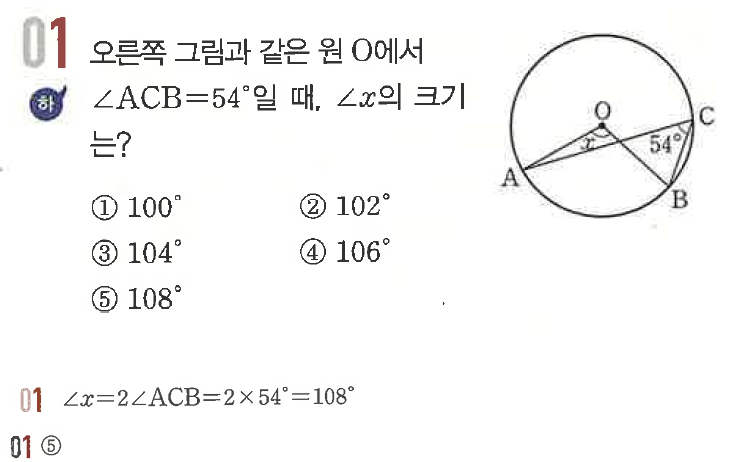 01 오른쪽 그림과 같은 원 O에서
하 ∠ACB=54°일 때, ∠x의 크기
는?
① 100° ② 102°
③ 104° ④ 106°
⑤ 108°
O
C
x 54°
A
B
01 ∠x=2∠ACB=2×54°=108°
01 ⑤